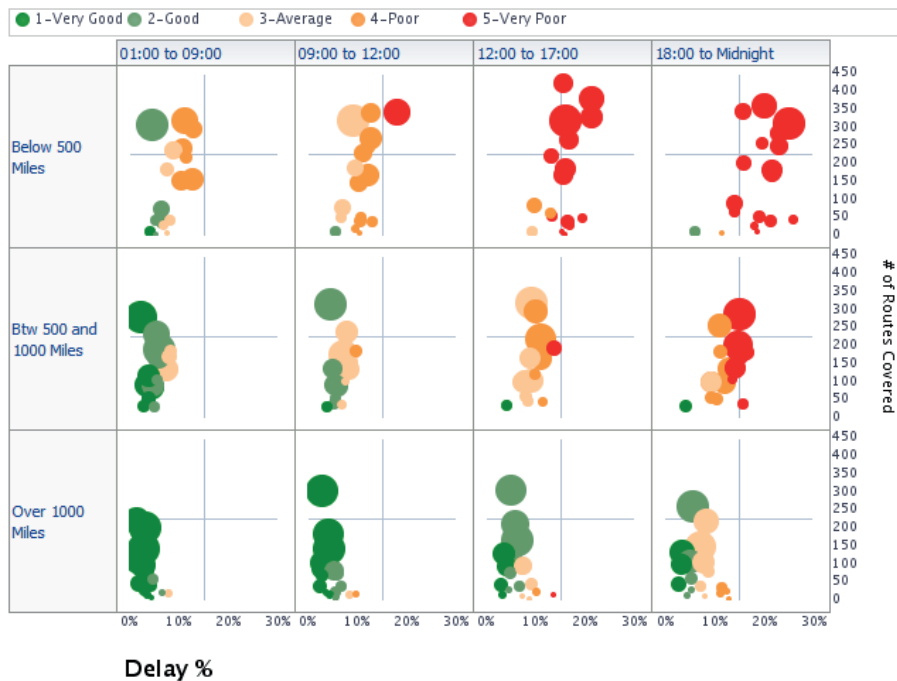 1-Very Good 2-Good 3-Average 4-Poor 5-Very Poor
01:00 to 09:00 09:00 to 12:00 12:00 to 17:00 18:00 to Midnight
Below 500
Miles
450
400
350
300
250
200
150
100
50
0
Btw 500 and
1000 Miles
450
400
350
300
250
200
150
100
50
0
Over 1000
Miles
450
400
350
300
250
200
150
100
50
0
# of Routes Covered
0% 10% 20% 30% 0% 10% 20% 30% 0% 10% 20% 30% 0% 10% 20% 30%
Delay %